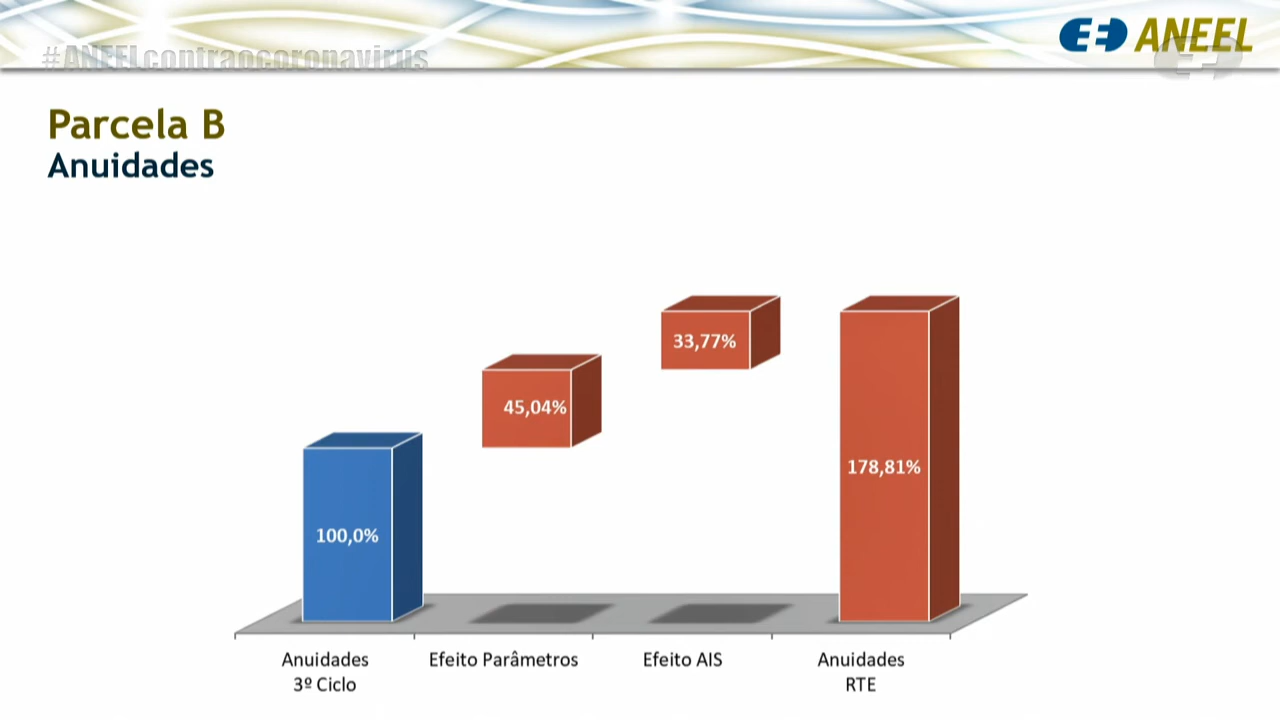 #ANEELcontraocoronavirus
ANEEL
Parcela B
Anuidades
33,77%
45,04%
178,81%
100,0%
Anuidades
3º Ciclo
Efeito Parâmetros
Efeito AIS
Anuidades
RTE